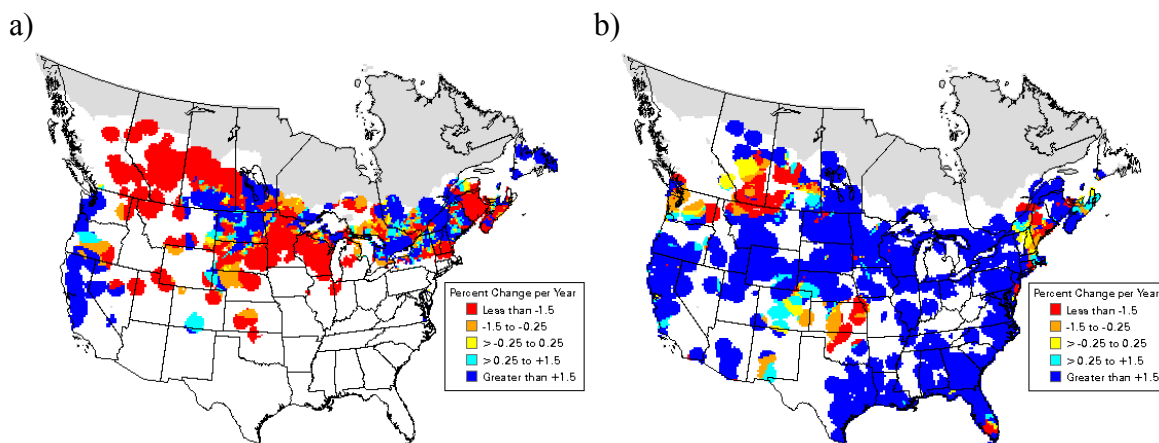 a)
b)
Percent Change per Year
Less than -1.5
-1.5 to -0.25
>-0.25 to 0.25
>0.25 to +1.5
Greater than +1.5
Percent Change per Year
Less than -1.5
-1.5 to -0.25
>-0.25 to 0.25
>0.25 to +1.5
Greater than +1.5